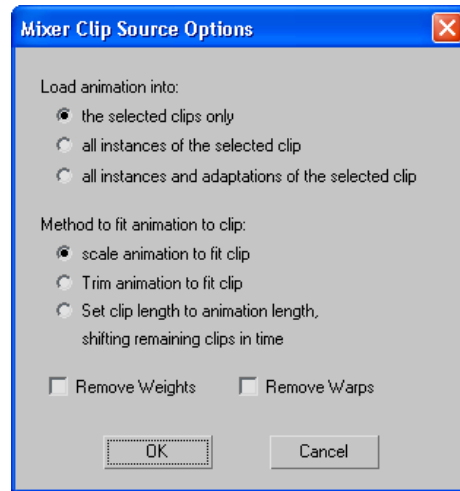 Mixer Clip Source Options
Load animation into:
the selected clips only
all instances of the selected clip
all instances and adaptations of the selected clip
Method to fit animation to clip:
scale animation to fit clip
Trim animation to fit clip
Set clip length to animation length,
shifting remaining clips in time
Remove Weights Remove Warps
OK Cancel